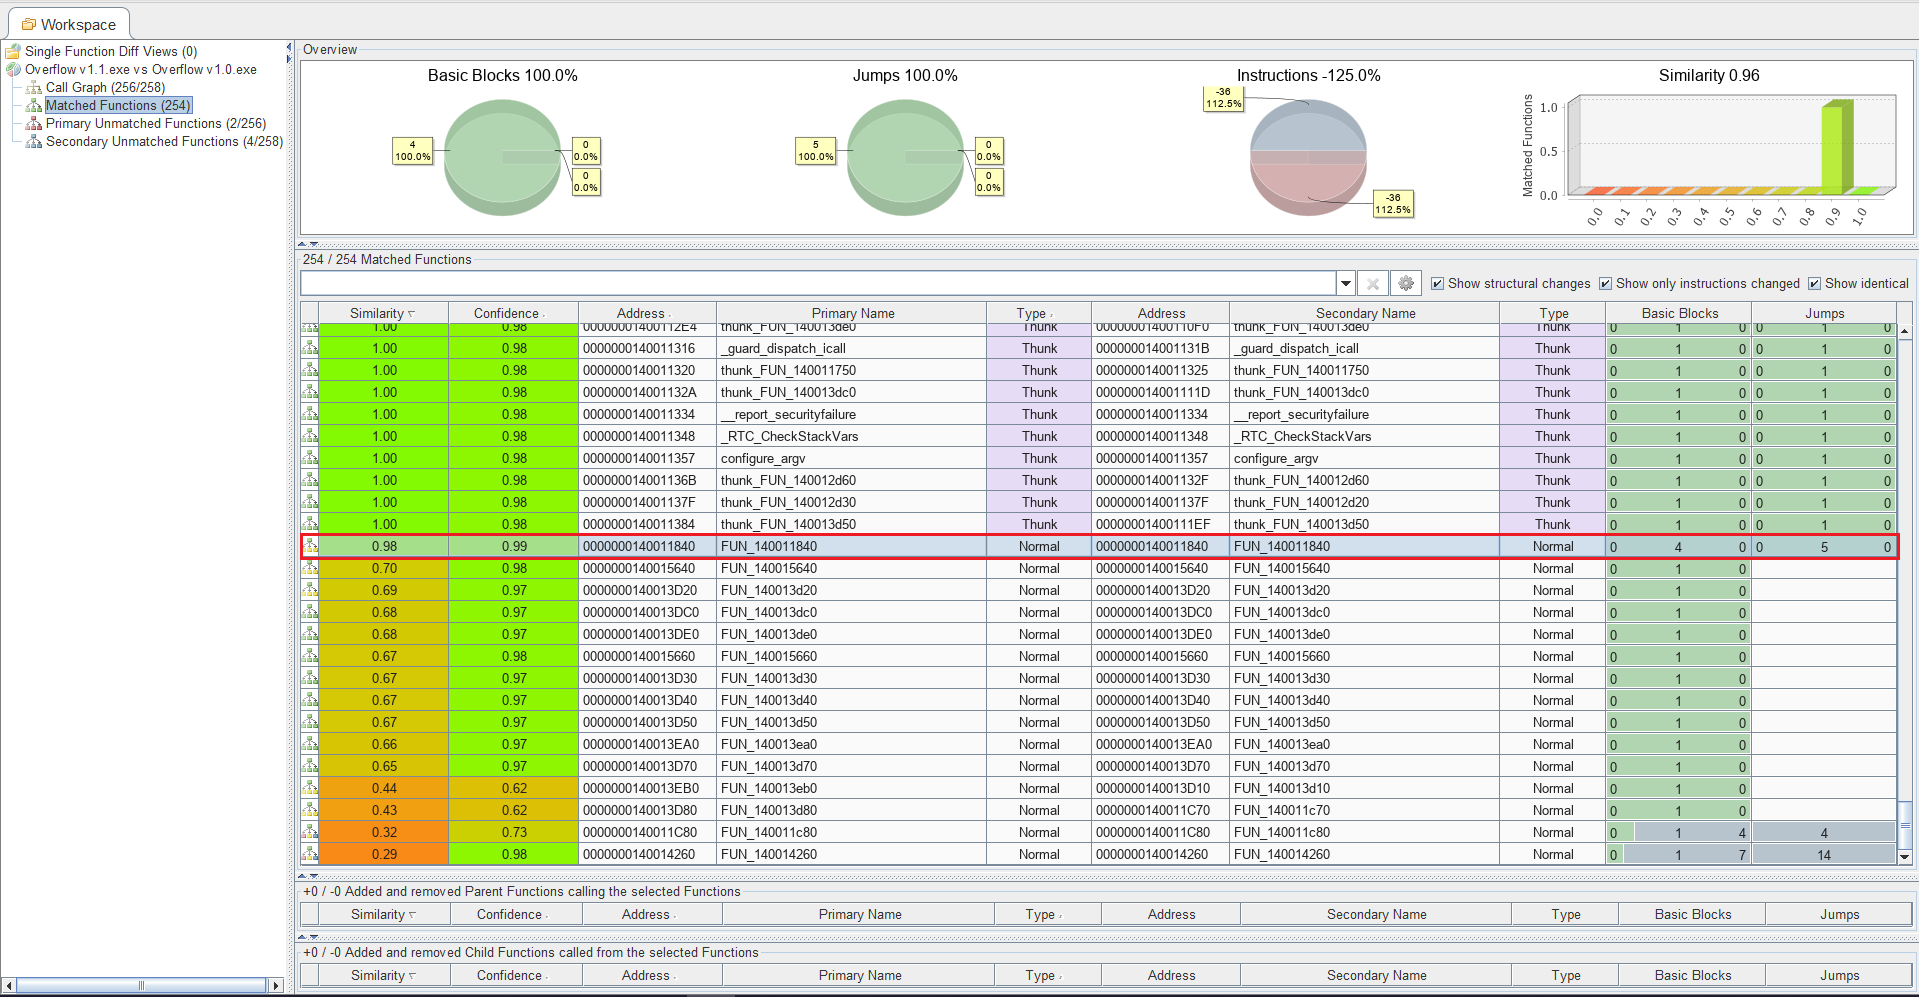 Workspace
Single Function Diff Views (0)
Overflow v1.1.exe vs Overflow v1.0.exe
Call Graph (256/258)
Matched Functions (254)
Primary Unmatched Functions (2/256)
Secondary Unmatched Functions (4/258)
Overview
Basic Blocks 100.0%
4
100.0%
0
0.0%
0
0.0%
Jumps 100.0%
5
100.0%
0
0.0%
0
0.0%
Instructions -125.0%
-36
112.5%
-36
112.5%
Similarity 0.96
Matched Functions
1.0
0.5
0.0
0.0 0.1 0.2 0.3 0.4 0.5 0.6 0.7 0.8 0.9 1.0
254 / 254 Matched Functions
Show structural changes Show only instructions changed Show identical
Similarity Confidence Address Primary Name Type Address Secondary Name Type Basic Blocks Jumps
1.00 0.98 00000001400112E4 thunk_FUN_140013de0 Thunk 00000001400110F0 thunk_FUN_140013de0 Thunk 0 1 0 0 1 0
1.00 0.98 0000000140011316 _guard_dispatch_icall Thunk 000000014001131B _guard_dispatch_icall Thunk 0 1 0 0 1 0
1.00 0.98 0000000140011320 thunk_FUN_140011750 Thunk 0000000140011325 thunk_FUN_140011750 Thunk 0 1 0 0 1 0
1.00 0.98 000000014001132A thunk_FUN_140013dc0 Thunk 000000014001111D thunk_FUN_140013dc0 Thunk 0 1 0 0 1 0
1.00 0.98 0000000140011334 __report_securityfailure Thunk 0000000140011334 __report_securityfailure Thunk 0 1 0 0 1 0
1.00 0.98 0000000140011348 _RTC_CheckStackVars Thunk 0000000140011348 _RTC_CheckStackVars Thunk 0 1 0 0 1 0
1.00 0.98 0000000140011357 configure_argv Thunk 0000000140011357 configure_argv Thunk 0 1 0 0 1 0
1.00 0.98 000000014001136B thunk_FUN_140012d60 Thunk 000000014001132F thunk_FUN_140012d60 Thunk 0 1 0 0 1 0
1.00 0.98 000000014001137F thunk_FUN_140012d30 Thunk 000000014001137F thunk_FUN_140012d20 Thunk 0 1 0 0 1 0
1.00 0.98 0000000140011384 thunk_FUN_140013d50 Thunk 00000001400111EF thunk_FUN_140013d50 Thunk 0 1 0 0 1 0
0.98 0.99 0000000140011840 FUN_140011840 Normal 0000000140011840 FUN_140011840 Normal 0 4 0 0 5 0
0.70 0.98 0000000140015640 FUN_140015640 Normal 0000000140015640 FUN_140015640 Normal 0 1 0
0.69 0.97 0000000140013D20 FUN_140013d20 Normal 0000000140013D20 FUN_140013d20 Normal 0 1 0
0.68 0.97 0000000140013DC0 FUN_140013dc0 Normal 0000000140013DC0 FUN_140013dc0 Normal 0 1 0
0.68 0.97 0000000140013DE0 FUN_140013de0 Normal 0000000140013DE0 FUN_140013de0 Normal 0 1 0
0.67 0.98 0000000140015660 FUN_140015660 Normal 0000000140015660 FUN_140015660 Normal 0 1 0
0.67 0.97 0000000140013D30 FUN_140013d30 Normal 0000000140013D30 FUN_140013d30 Normal 0 1 0
0.67 0.97 0000000140013D40 FUN_140013d40 Normal 0000000140013D40 FUN_140013d40 Normal 0 1 0
0.67 0.97 0000000140013D50 FUN_140013d50 Normal 0000000140013D50 FUN_140013d50 Normal 0 1 0
0.66 0.97 0000000140013EA0 FUN_140013ea0 Normal 0000000140013EA0 FUN_140013ea0 Normal 0 1 0
0.65 0.97 0000000140013D70 FUN_140013d70 Normal 0000000140013D70 FUN_140013d70 Normal 0 1 0
0.44 0.62 0000000140013EB0 FUN_140013eb0 Normal 0000000140013D10 FUN_140013d10 Normal 0 1 0
0.43 0.62 0000000140013D80 FUN_140013d80 Normal 0000000140011C70 FUN_140011c70 Normal 0 1 0
0.32 0.73 0000000140011C80 FUN_140011c80 Normal 0000000140011C80 FUN_140011c80 Normal 0 1 4 4
0.29 0.98 0000000140014260 FUN_140014260 Normal 0000000140014260 FUN_140014260 Normal 0 1 7 14
+0 / -0 Added and removed Parent Functions calling the selected Functions
Similarity Confidence Address Primary Name Type Address Secondary Name Type Basic Blocks Jumps
+0 / -0 Added and removed Child Functions called from the selected Functions
Similarity Confidence Address Primary Name Type Address Secondary Name Type Basic Blocks Jumps